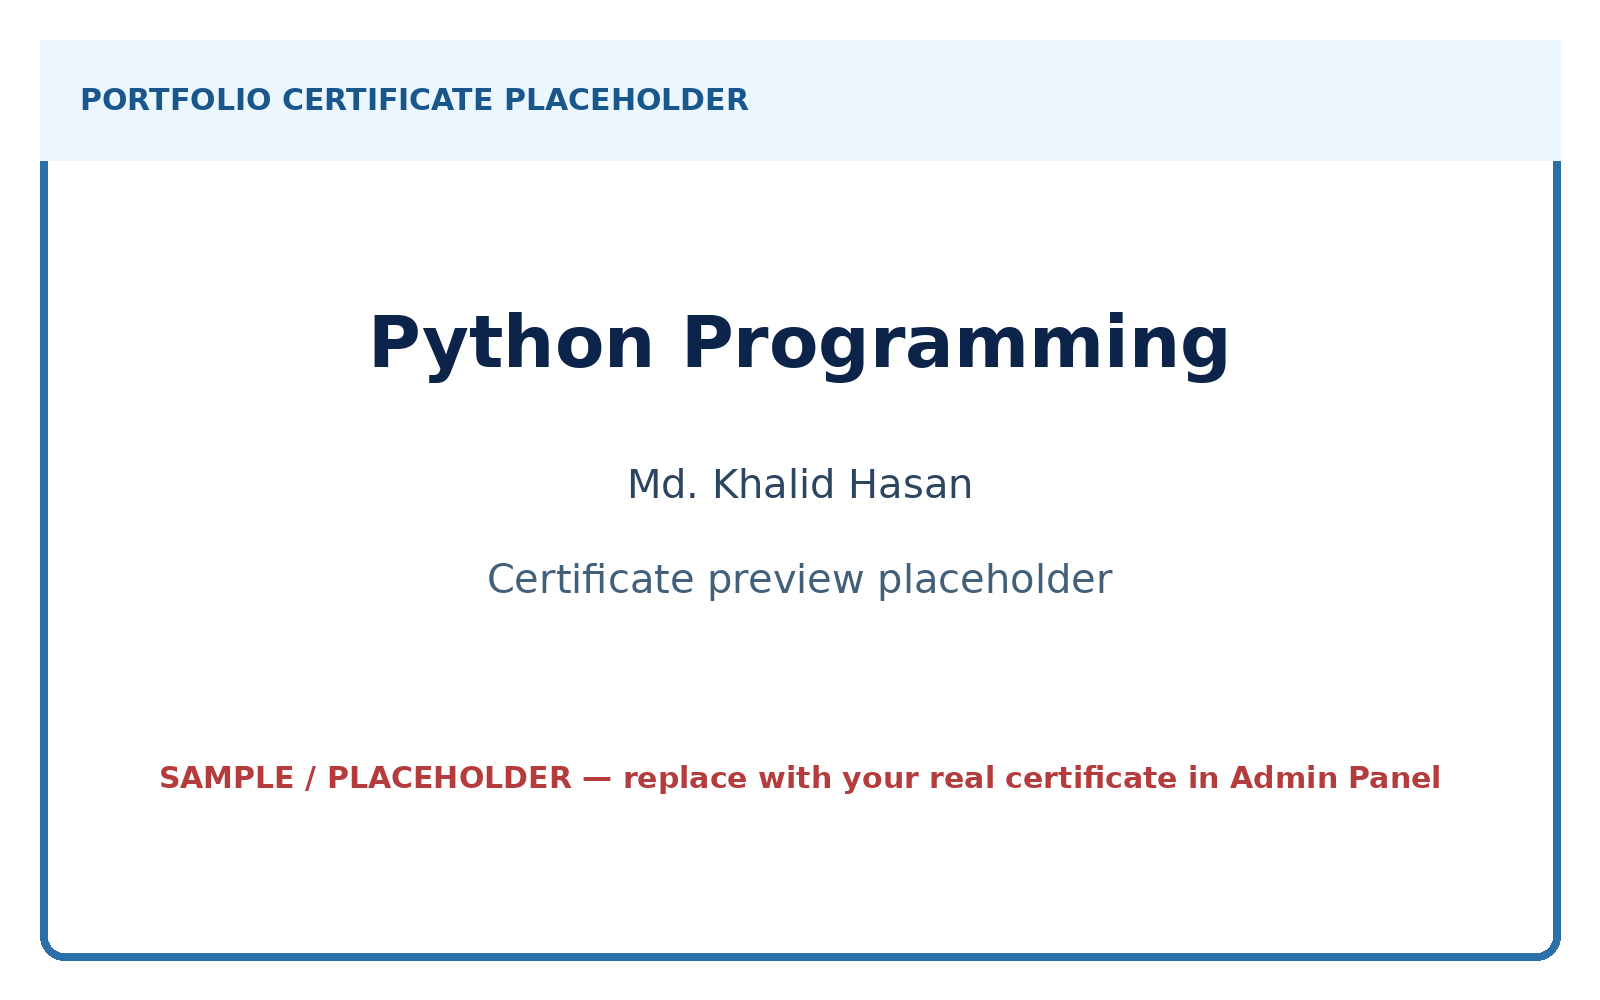 PORTFOLIO CERTIFICATE PLACEHOLDER
Python Programming
Md. Khalid Hasan
Certificate preview placeholder
SAMPLE / PLACEHOLDER — replace with your real certificate in Admin Panel